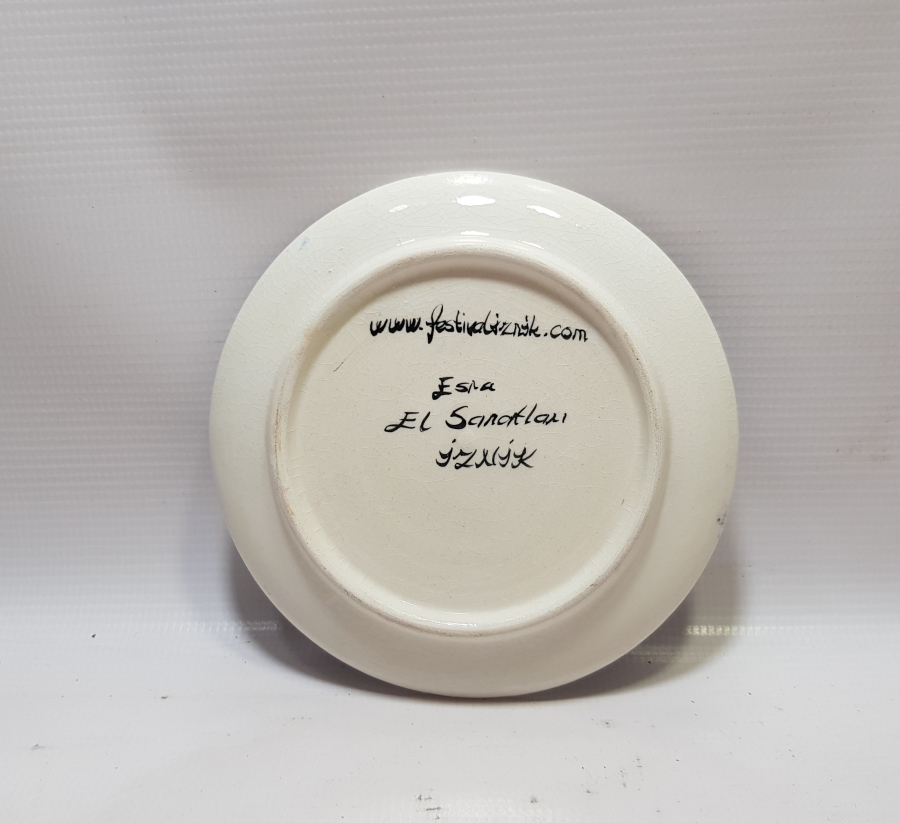 www.festivaliznik.com
Esra
El Sanatları
İZNİK